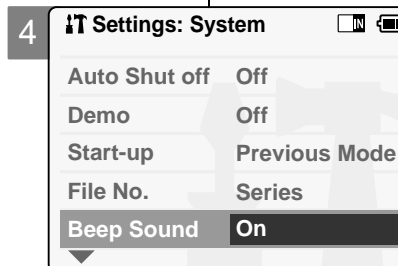 4
Settings: System
IN
Auto Shut off Off
Demo Off
Start-up Previous Mode
File No. Series
Beep Sound On